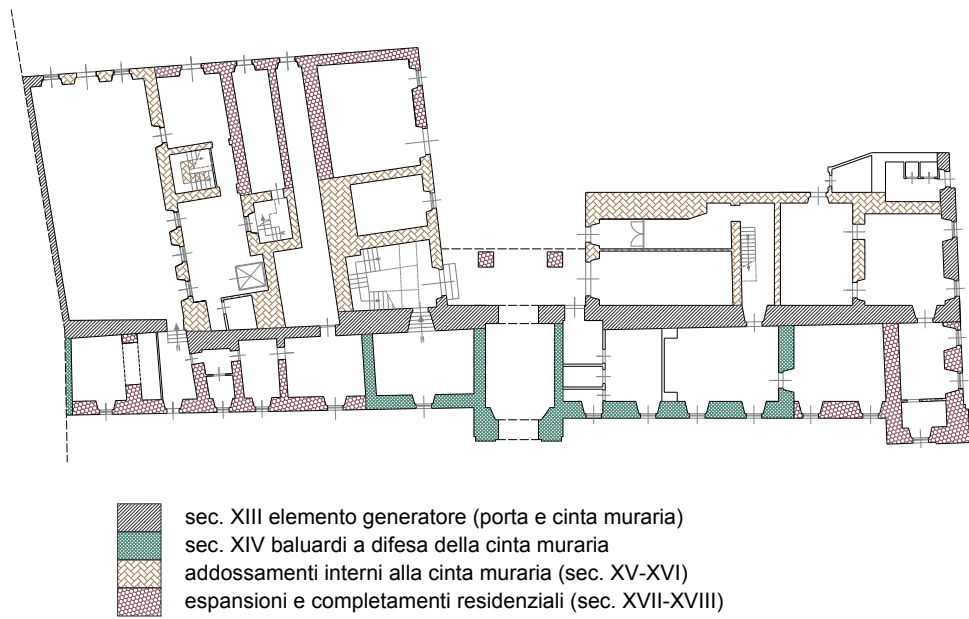 sec. XIII elemento generatore (porta e cinta muraria)
sec. XIV baluardi a difesa della cinta muraria
addossamenti interni alla cinta muraria (sec. XV-XVI)
espansioni e completamenti residenziali (sec. XVII-XVIII)